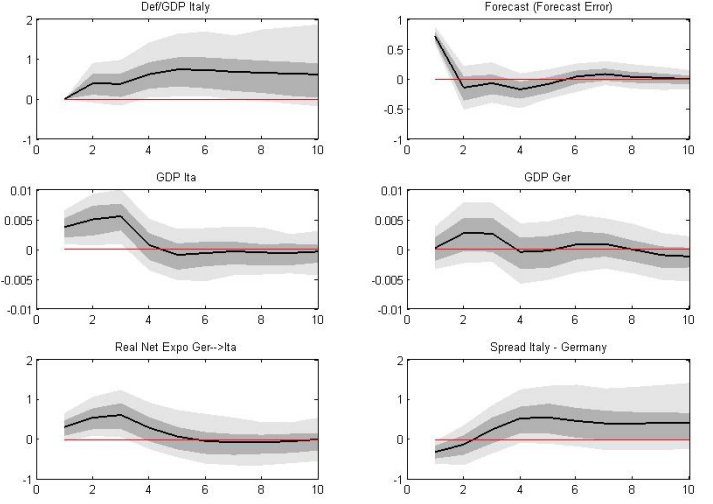 Def/GDP Italy
2
1
0
-1
0 2 4 6 8 10
Forecast (Forecast Error)
1
0.5
0
-0.5
-1
0 2 4 6 8 10
GDP Ita
0.01
0.005
0
-0.005
-0.01
0 2 4 6 8 10
GDP Ger
0.01
0.005
0
-0.005
-0.01
0 2 4 6 8 10
Real Net Expo Ger-->Ita
2
1
0
-1
0 2 4 6 8 10
Spread Italy - Germany
2
1
0
-1
0 2 4 6 8 10